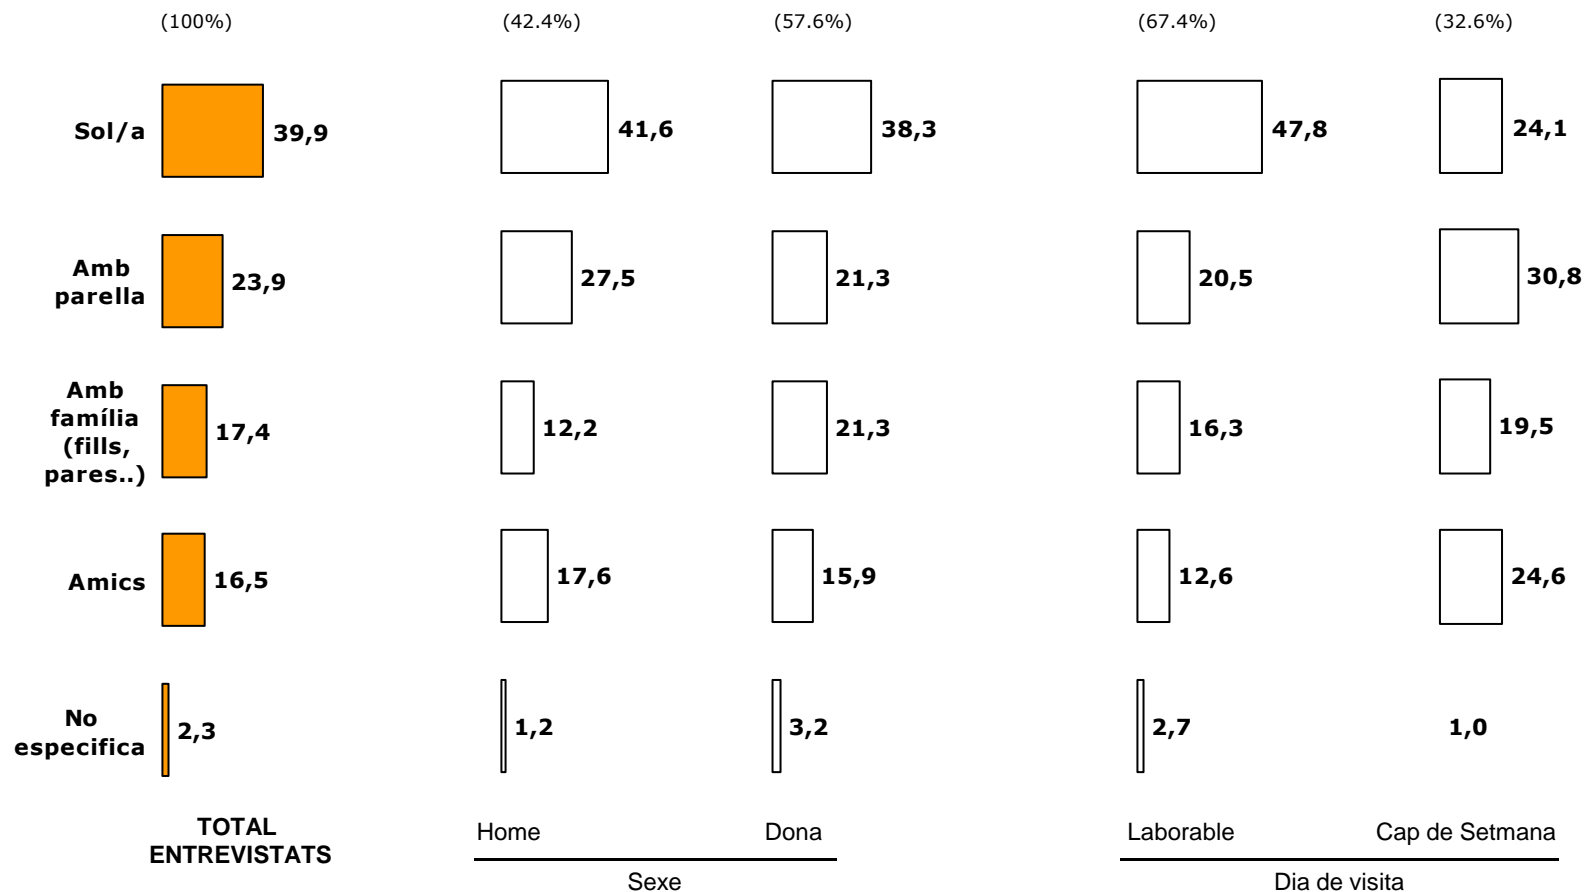 (100%) (42.4%) (57.6%) (67.4%) (32.6%)
Sol/a 39,9 41,6 38,3 47,8 24,1
Amb
parella 23,9 27,5 21,3 20,5 30,8
Amb
família
(fills,
pares..) 17,4 12,2 21,3 16,3 19,5
Amics 16,5 17,6 15,9 12,6 24,6
No
especifica 2,3 1,2 3,2 2,7 1,0
TOTAL
ENTREVISTATS
Home Dona Laborable Cap de Setmana
Sexe Dia de visita